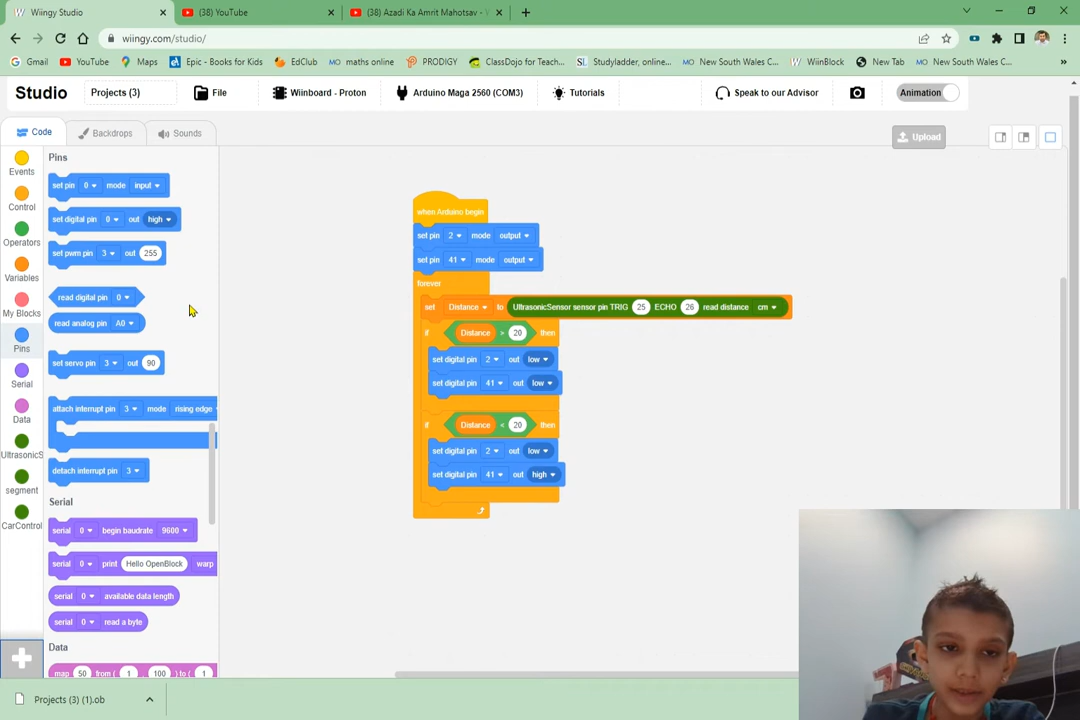 Wiingy Studio
(38) YouTube
(38) Azadi Ka Amrit Mahotsav -
wiingy.com/studio/
Gmail
YouTube
Maps
Epic - Books for Kids
EdClub
MO maths online
PRODIGY
ClassDojo for Teach...
SL Studyladder, online...
MO New South Wales C...
WiinBlock
New Tab
MO New South Wales C...
Studio
Projects (3)
File
Wiinboard - Proton
Arduino Maga 2560 (COM3)
Tutorials
Speak to our Advisor
Animation
Code
Backdrops
Sounds
Upload
Events
Control
Operators
Variables
My Blocks
Pins
Serial
Data
UltrasonicS
segment
CarControl
Pins
set pin 0 mode input
set digital pin 0 out high
set pwm pin 3 out 255
read digital pin 0
read analog pin A0
set servo pin 3 out 90
attach interrupt pin 3 mode rising edge
detach interrupt pin 3
Serial
serial 0 begin baudrate 9600
serial 0 print Hello OpenBlock warp
serial 0 available data length
serial 0 read a byte
Data
map 50 from ( 1 , 100 ) to ( 1
when Arduino begin
set pin 2 mode output
set pin 41 mode output
forever
set Distance to UltrasonicSensor sensor pin TRIG 25 ECHO 26 read distance cm
if Distance > 20 then
set digital pin 2 out low
set digital pin 41 out low
if Distance < 20 then
set digital pin 2 out low
set digital pin 41 out high
Projects (3) (1).ob